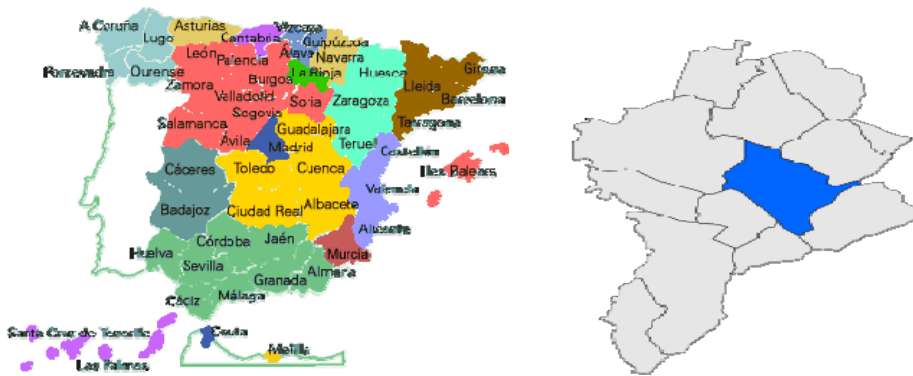 A Coruña
Lugo
Asturias
Cantabria
Vizcaya
Guipúzcoa
Álava
Navarra
Pontevedra
Ourense
León
Palencia
Burgos
La Rioja
Huesca
Lleida
Girona
Barcelona
Zamora
Valladolid
Soria
Zaragoza
Tarragona
Segovia
Salamanca
Ávila
Guadalajara
Madrid
Teruel
Castellón
Cáceres
Toledo
Cuenca
Valencia
Illes Balears
Badajoz
Ciudad Real
Albacete
Alicante
Huelva
Córdoba
Jaén
Murcia
Sevilla
Granada
Almería
Cádiz
Málaga
Santa Cruz de Tenerife
Las Palmas
Ceuta
Melilla